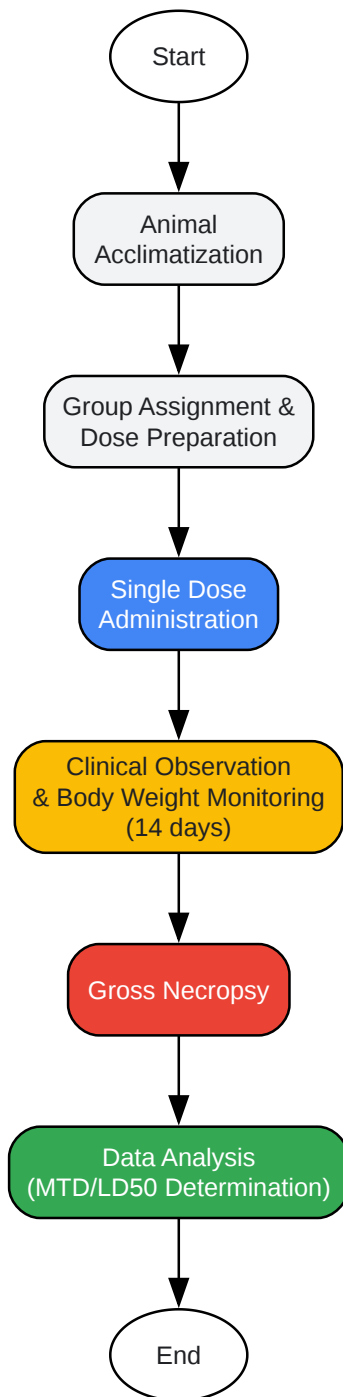 Start
Animal
Acclimatization
Group Assignment &
Dose Preparation
Single Dose
Administration
Clinical Observation
& Body Weight Monitoring
(14 days)
Gross Necropsy
Data Analysis
(MTD/LD50 Determination)
End